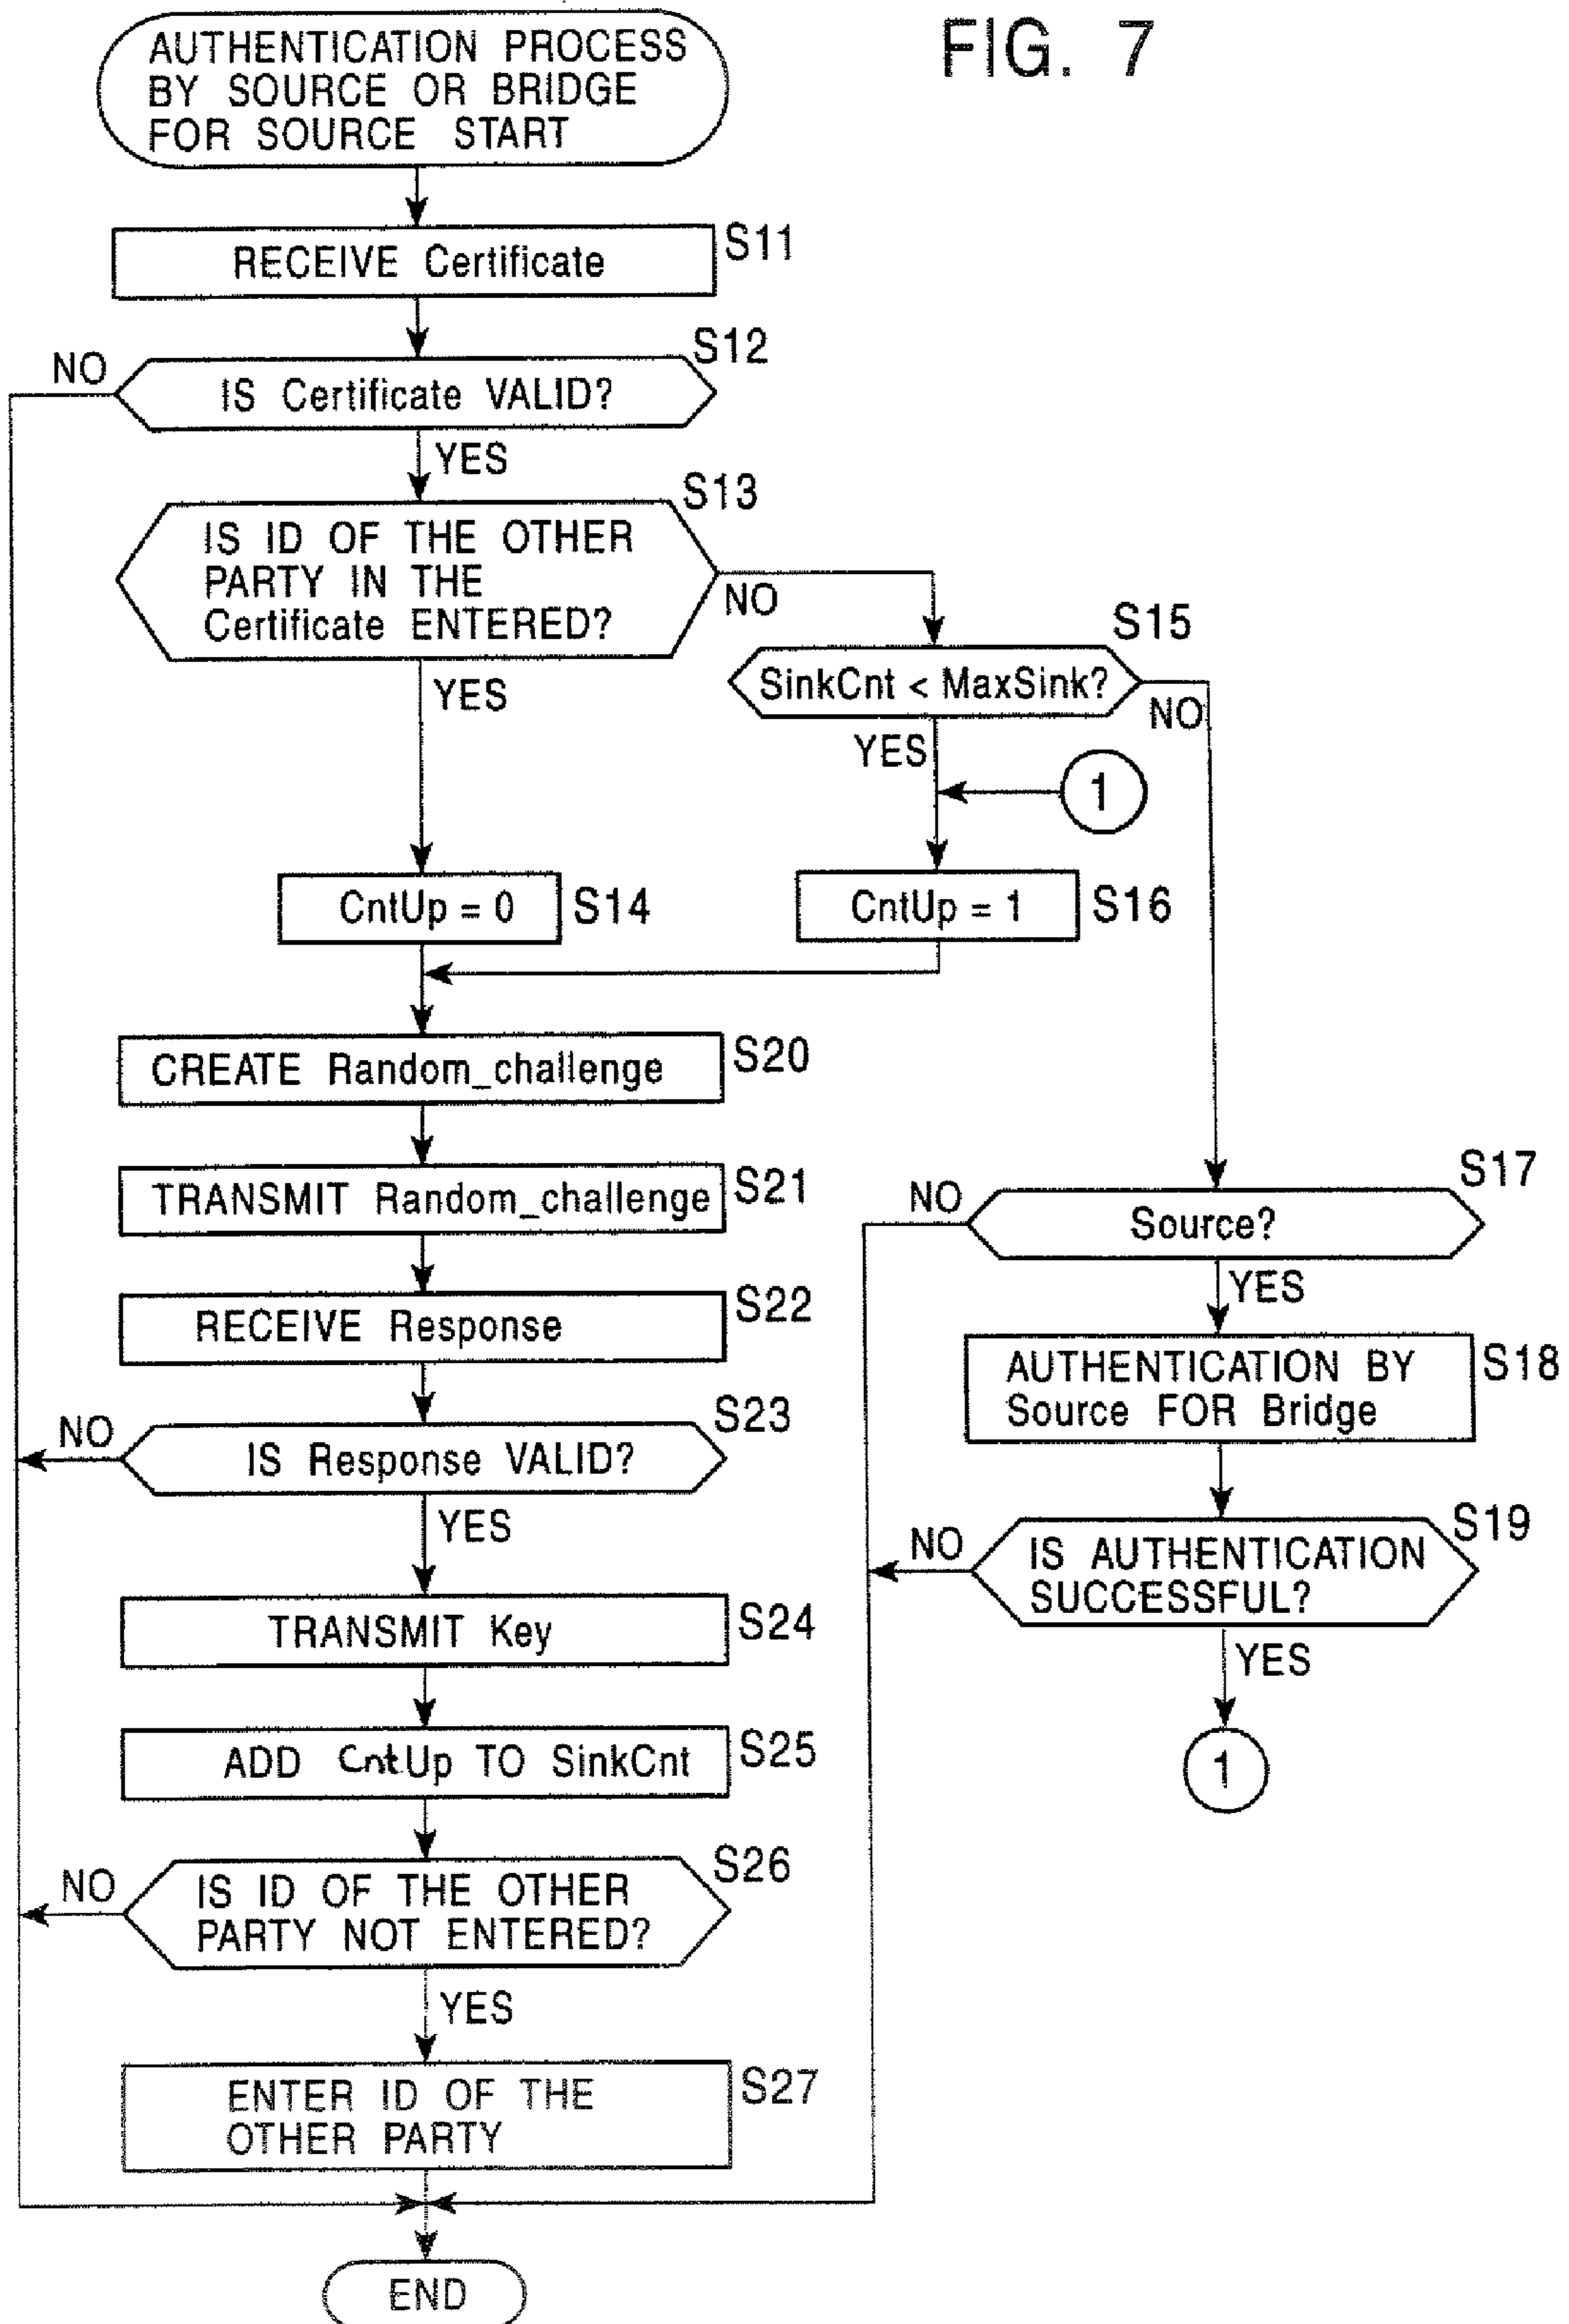 FIG. 7
AUTHENTICATION PROCESS
BY SOURCE OR BRIDGE
FOR SOURCE START
RECEIVE Certificate
S11
S12
NO
IS Certificate VALID?
YES
S13
IS ID OF THE OTHER
PARTY IN THE
Certificate ENTERED?
NO
YES
S15
SinkCnt < MaxSink?
NO
YES
1
CntUp = 0
S14
CntUp = 1
S16
CREATE Random_challenge
S20
TRANSMIT Random_challenge
S21
RECEIVE Response
S22
S23
NO
IS Response VALID?
YES
TRANSMIT Key
S24
ADD CntUp TO SinkCnt
S25
S26
NO
IS ID OF THE OTHER
PARTY NOT ENTERED?
YES
ENTER ID OF THE
OTHER PARTY
S27
END
S17
NO
Source?
YES
AUTHENTICATION BY
Source FOR Bridge
S18
S19
NO
IS AUTHENTICATION
SUCCESSFUL?
YES
1